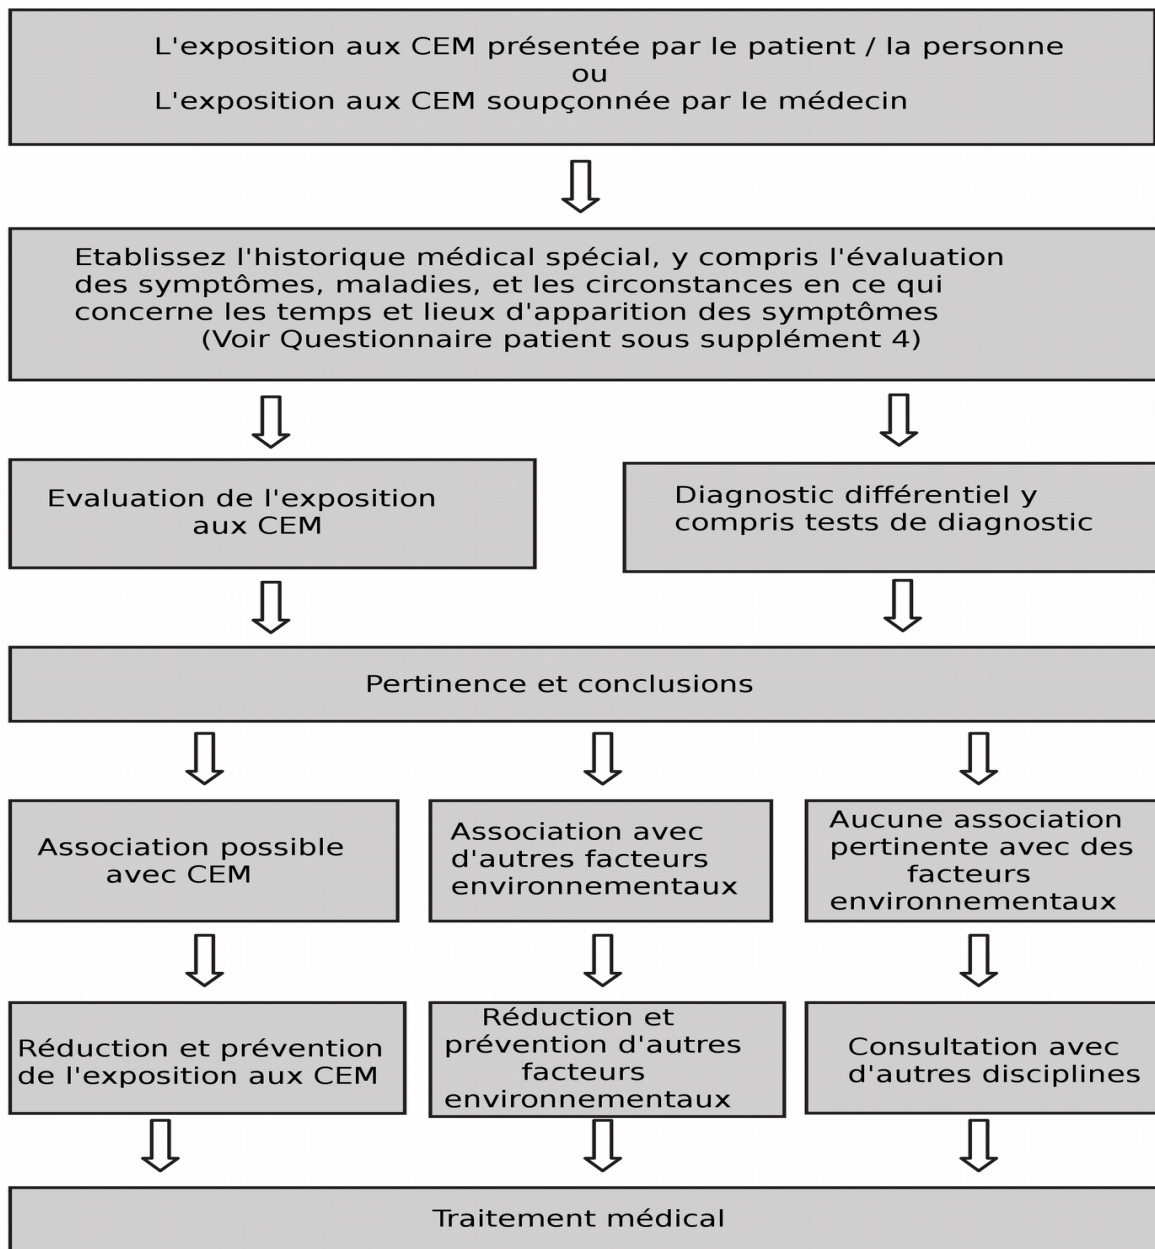 L'exposition aux CEM présentée par le patient / la personne
ou
L'exposition aux CEM soupçonnée par le médecin
Etablissez l'historique médical spécial, y compris l'évaluation
des symptômes, maladies, et les circonstances en ce qui
concerne les temps et lieux d'apparition des symptômes
(Voir Questionnaire patient sous supplément 4)
Evaluation de l'exposition
aux CEM
Diagnostic différentiel y
compris tests de diagnostic
Pertinence et conclusions
Association possible
avec CEM
Association avec
d'autres facteurs
environnementaux
Aucune association
pertinente avec des
facteurs
environnementaux
Réduction et prévention
de l'exposition aux CEM
Réduction et
prévention d'autres
facteurs
environnementaux
Consultation avec
d'autres disciplines
Traitement médical